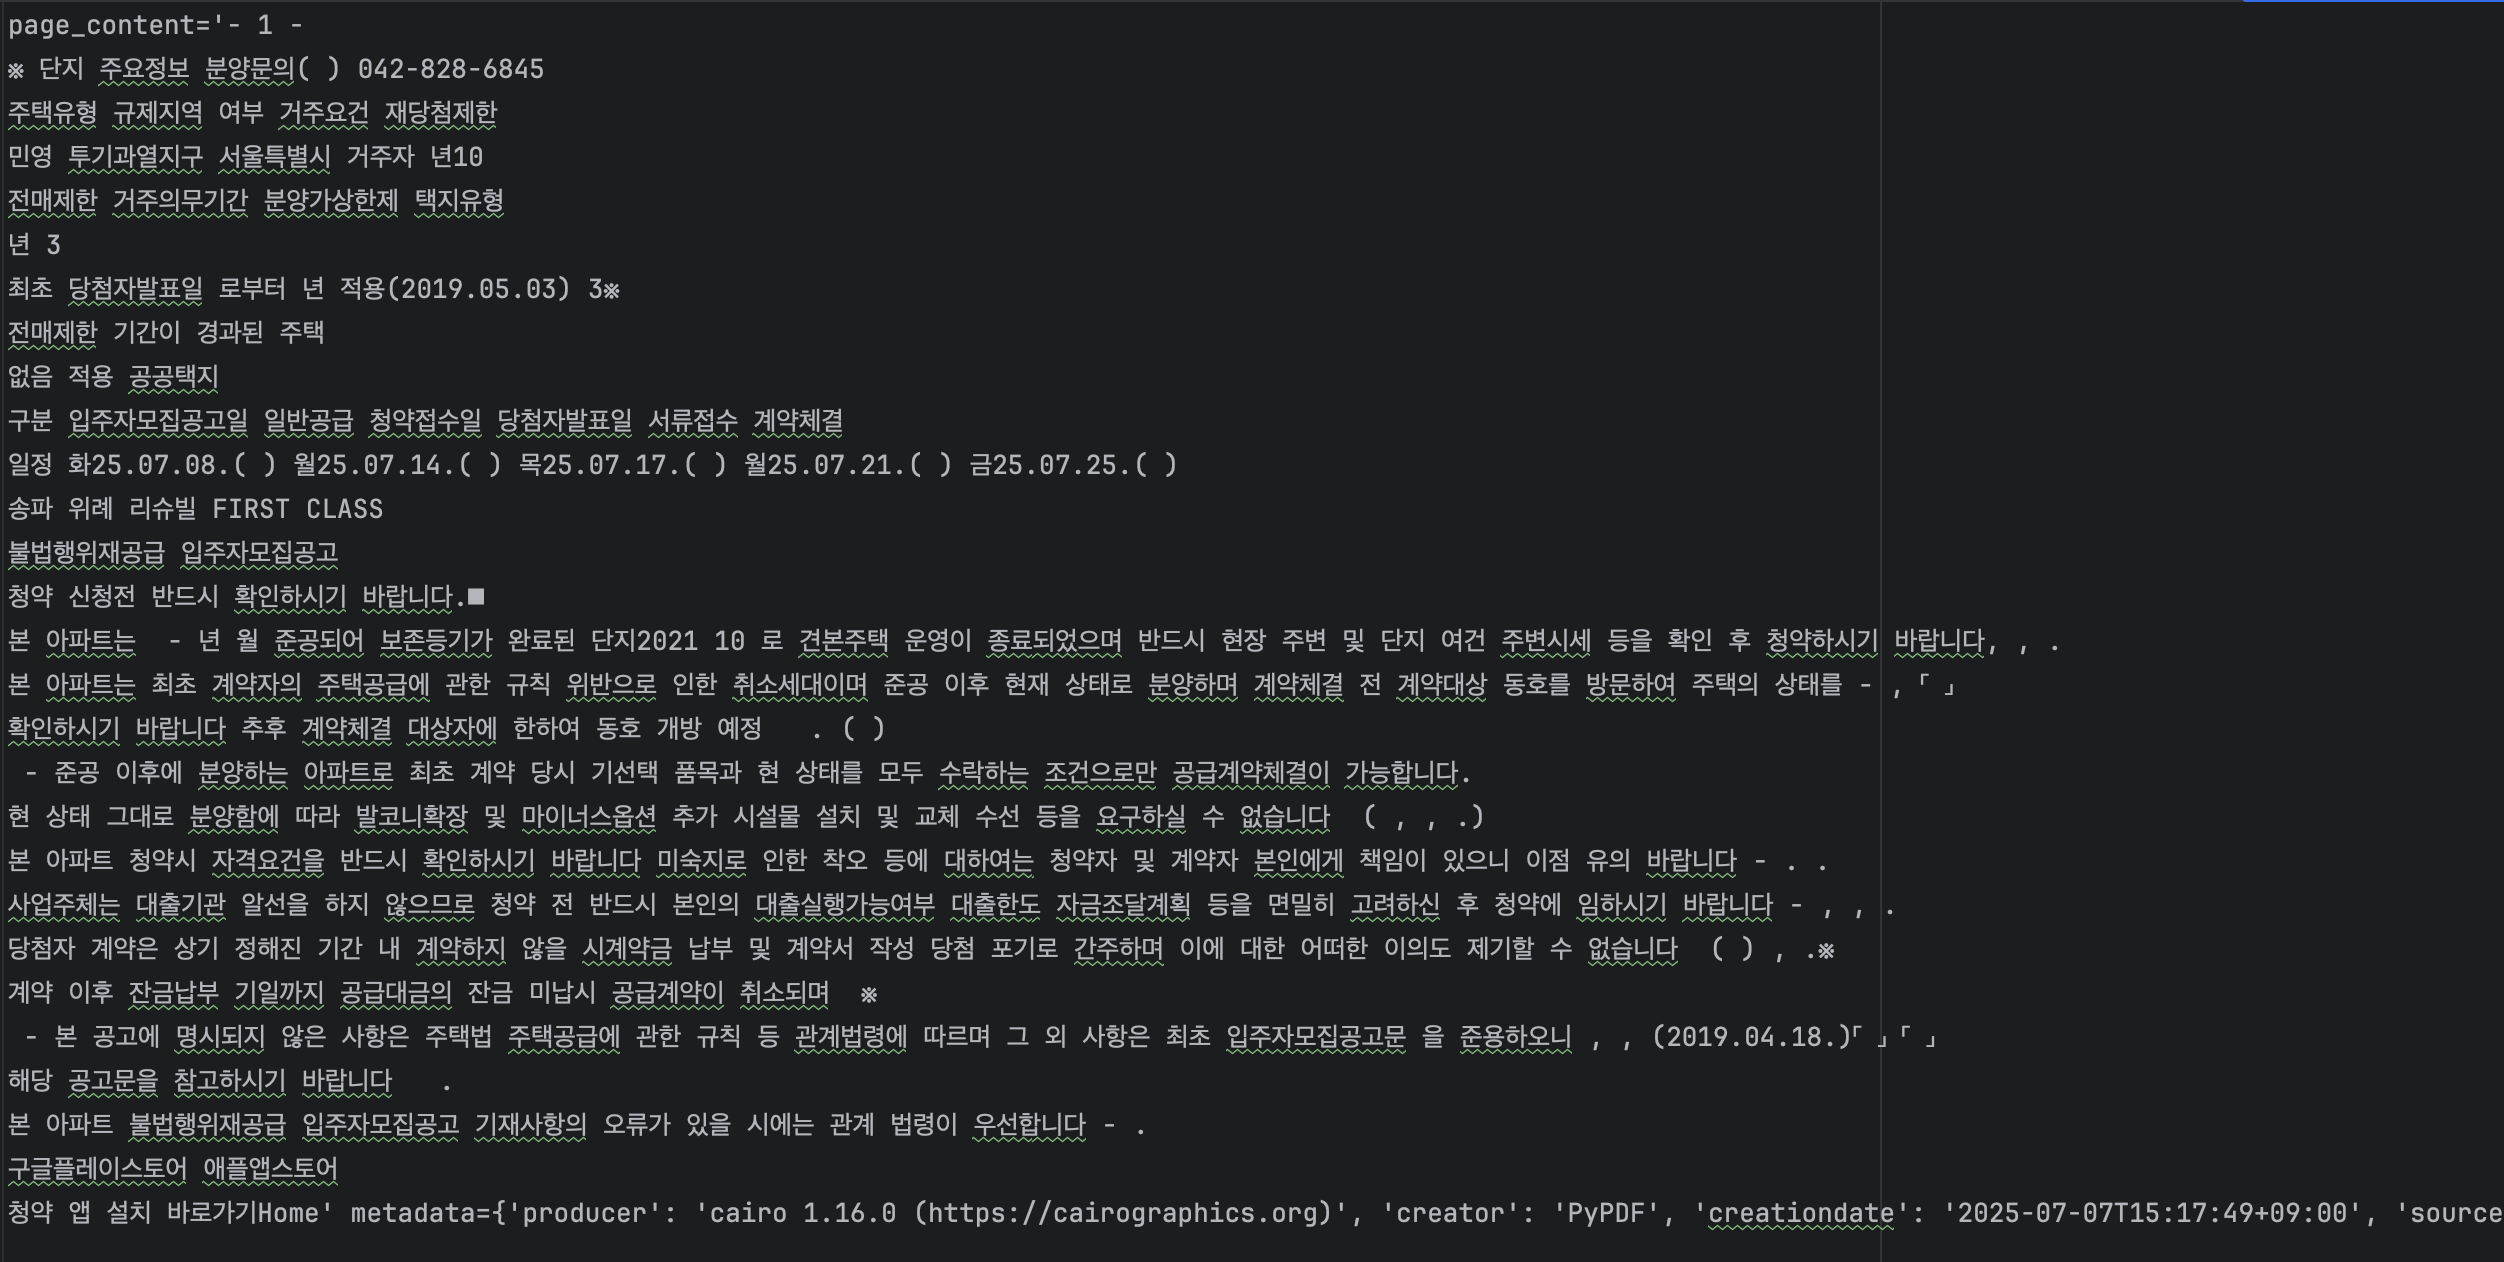 page_content='- 1 -
※ 단지 주요정보 분양문의( ) 042-828-6845
주택유형 규제지역 여부 거주요건 재당첨제한
민영 투기과열지구 서울특별시 거주자 년10
전매제한 거주의무기간 분양가상한제 택지유형
년 3
최초 당첨자발표일 로부터 년 적용(2019.05.03) 3※
전매제한 기간이 경과된 주택
없음 적용 공공택지
구분 입주자모집공고일 일반공급 청약접수일 당첨자발표일 서류접수 계약체결
일정 화25.07.08.( ) 월25.07.14.( ) 목25.07.17.( ) 월25.07.21.( ) 금25.07.25.( )
송파 위례 리슈빌 FIRST CLASS
불법행위재공급 입주자모집공고
청약 신청전 반드시 확인하시기 바랍니다.■
본 아파트는  - 년 월 준공되어 보존등기가 완료된 단지2021 10 로 견본주택 운영이 종료되었으며 반드시 현장 주변 및 단지 여건 주변시세 등을 확인 후 청약하시기 바랍니다, , .
본 아파트는 최초 계약자의 주택공급에 관한 규칙 위반으로 인한 취소세대이며 준공 이후 현재 상태로 분양하며 계약체결 전 계약대상 동호를 방문하여 주택의 상태를 - ,「 」
확인하시기 바랍니다 추후 계약체결 대상자에 한하여 동호 개방 예정   . ( )
 - 준공 이후에 분양하는 아파트로 최초 계약 당시 기선택 품목과 현 상태를 모두 수락하는 조건으로만 공급계약체결이 가능합니다.
현 상태 그대로 분양함에 따라 발코니확장 및 마이너스옵션 추가 시설물 설치 및 교체 수선 등을 요구하실 수 없습니다  ( , , .)
본 아파트 청약시 자격요건을 반드시 확인하시기 바랍니다 미숙지로 인한 착오 등에 대하여는 청약자 및 계약자 본인에게 책임이 있으니 이점 유의 바랍니다 - . .
사업주체는 대출기관 알선을 하지 않으므로 청약 전 반드시 본인의 대출실행가능여부 대출한도 자금조달계획 등을 면밀히 고려하신 후 청약에 임하시기 바랍니다 - , , .
당첨자 계약은 상기 정해진 기간 내 계약하지 않을 시계약금 납부 및 계약서 작성 당첨 포기로 간주하며 이에 대한 어떠한 이의도 제기할 수 없습니다  ( ) , .※
계약 이후 잔금납부 기일까지 공급대금의 잔금 미납시 공급계약이 취소되며  ※
 - 본 공고에 명시되지 않은 사항은 주택법 주택공급에 관한 규칙 등 관계법령에 따르며 그 외 사항은 최초 입주자모집공고문 을 준용하오니 , , (2019.04.18.)「 」「 」
해당 공고문을 참고하시기 바랍니다   .
본 아파트 불법행위재공급 입주자모집공고 기재사항의 오류가 있을 시에는 관계 법령이 우선합니다 - .
구글플레이스토어 애플앱스토어
청약 앱 설치 바로가기Home' metadata={'producer': 'cairo 1.16.0 (https://cairographics.org)', 'creator': 'PyPDF', 'creationdate': '2025-07-07T15:17:49+09:00', 'source